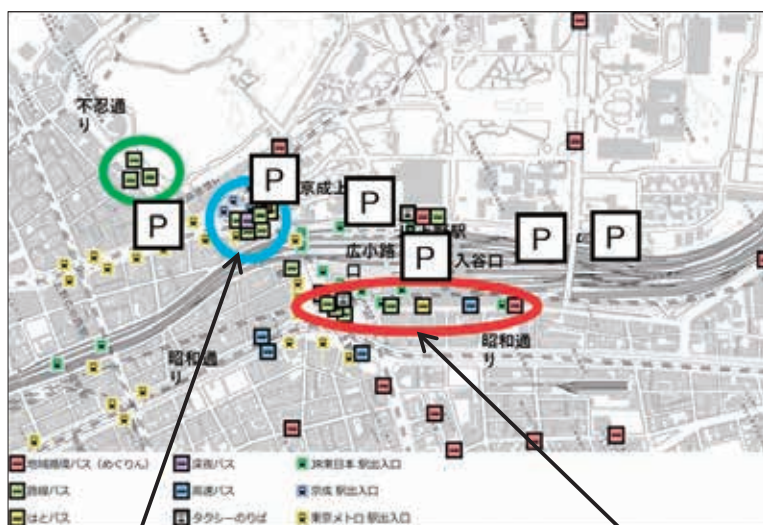 不忍通
り
P
P
京成上
P
駅
広小路
口
P
入谷口
P
P
昭和通
り
昭和通
り
地域循環バス（めぐりん）
路線バス
はとバス
深夜バス
高速バス
タクシーのりば
JR東日本 駅出入口
京成 駅出入口
東京メトロ 駅出入口